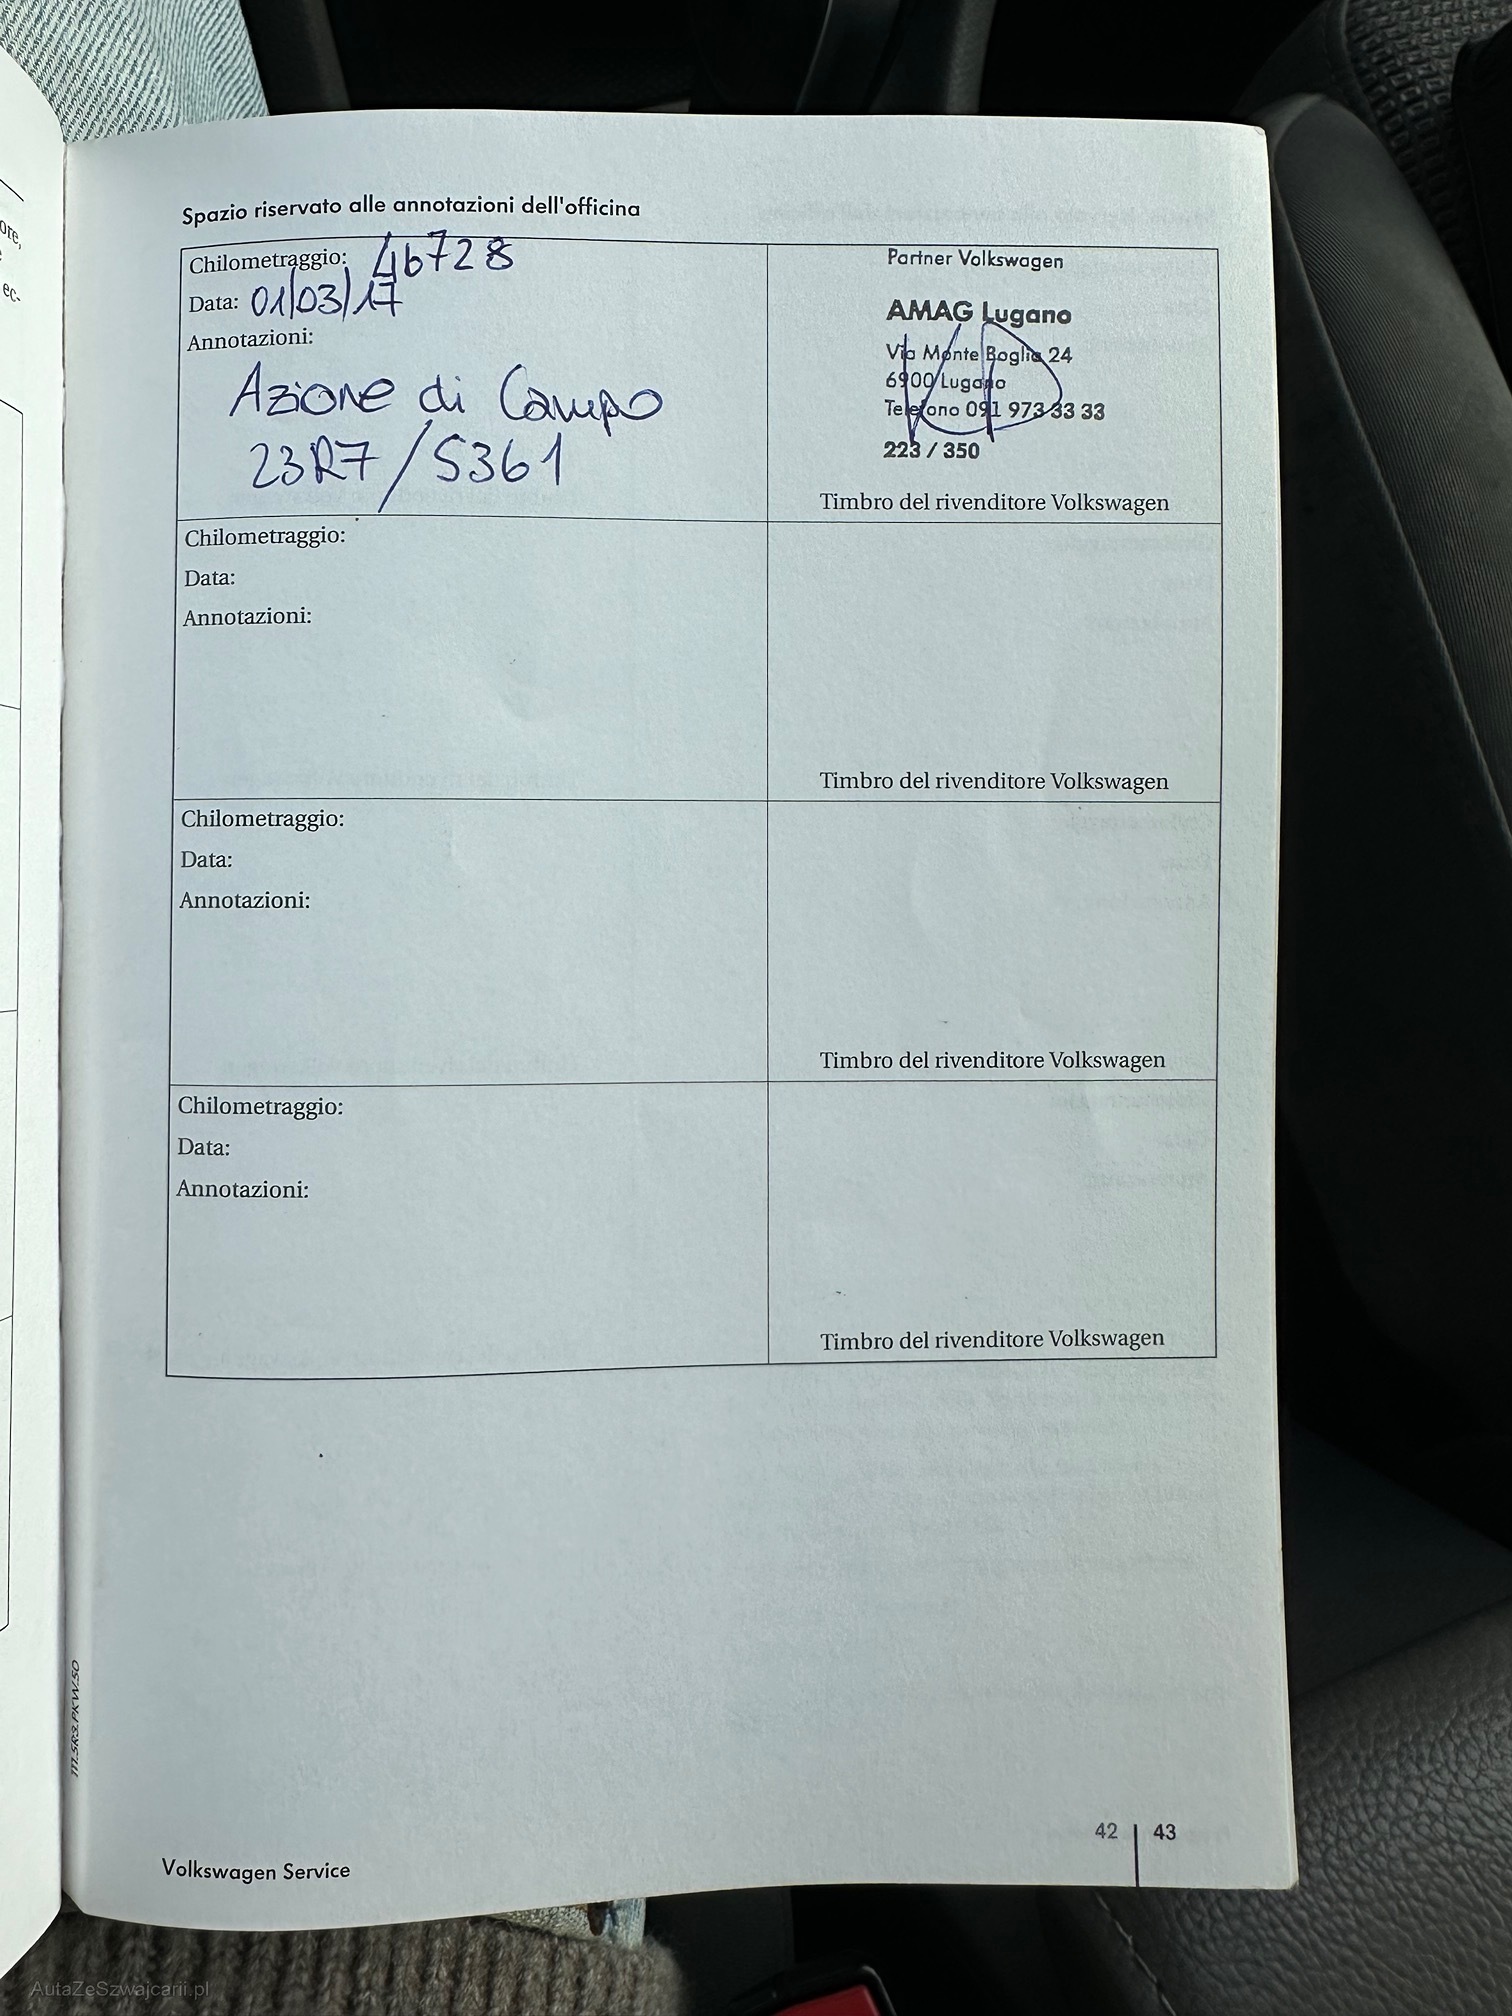 ore,
ec-
Spazio riservato alle annotazioni dell'officina
Chilometraggio: 46728
Data: 01/03/17
Annotazioni:
Azione di Campo
23R7/S361
Partner Volkswagen
AMAG Lugano
Via Monte Boglia 24
6900 Lugano
Telefono 091 973 33 33
223 / 350
Timbro del rivenditore Volkswagen
Chilometraggio:
Data:
Annotazioni:
Timbro del rivenditore Volkswagen
Chilometraggio:
Data:
Annotazioni:
Timbro del rivenditore Volkswagen
Chilometraggio:
Data:
Annotazioni:
Timbro del rivenditore Volkswagen
Volkswagen Service
42 | 43
AutaZeSzwajcarii.pl